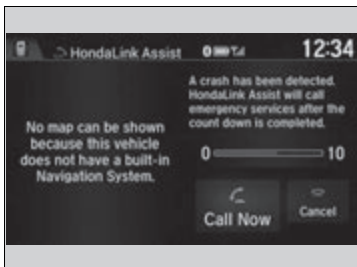 HondaLink Assist
12:34
A crash has been detected.
HondaLink Assist will call
emergency services after the
count down is completed.
No map can be shown
because this vehicle
does not have a built-in
Navigation System.
0 10
Call Now
Cancel